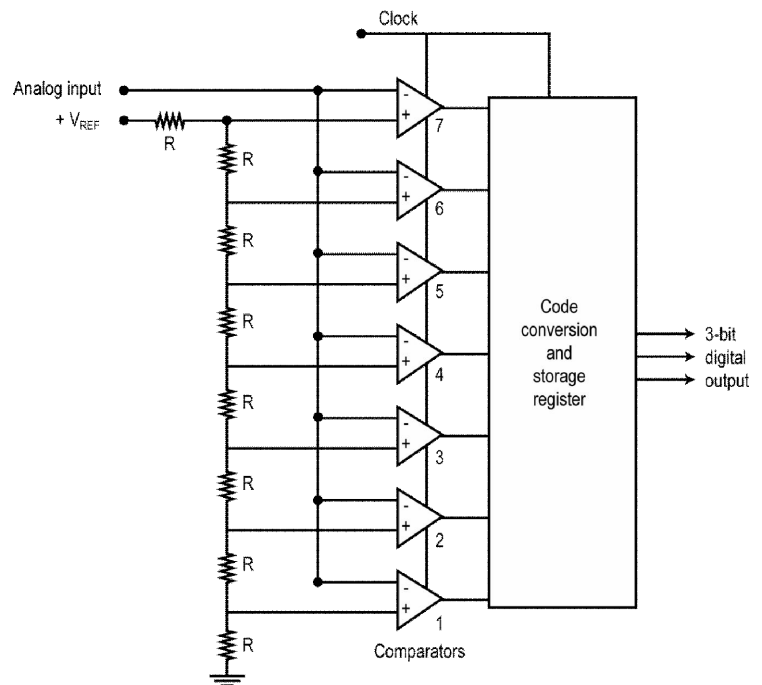 Clock
Analog input
+ VREF
R
R
R
R
R
R
R
R
-
+
7
-
+
6
-
+
5
-
+
4
-
+
3
-
+
2
-
+
1
Comparators
Code
conversion
and
storage
register
3-bit
digital
output